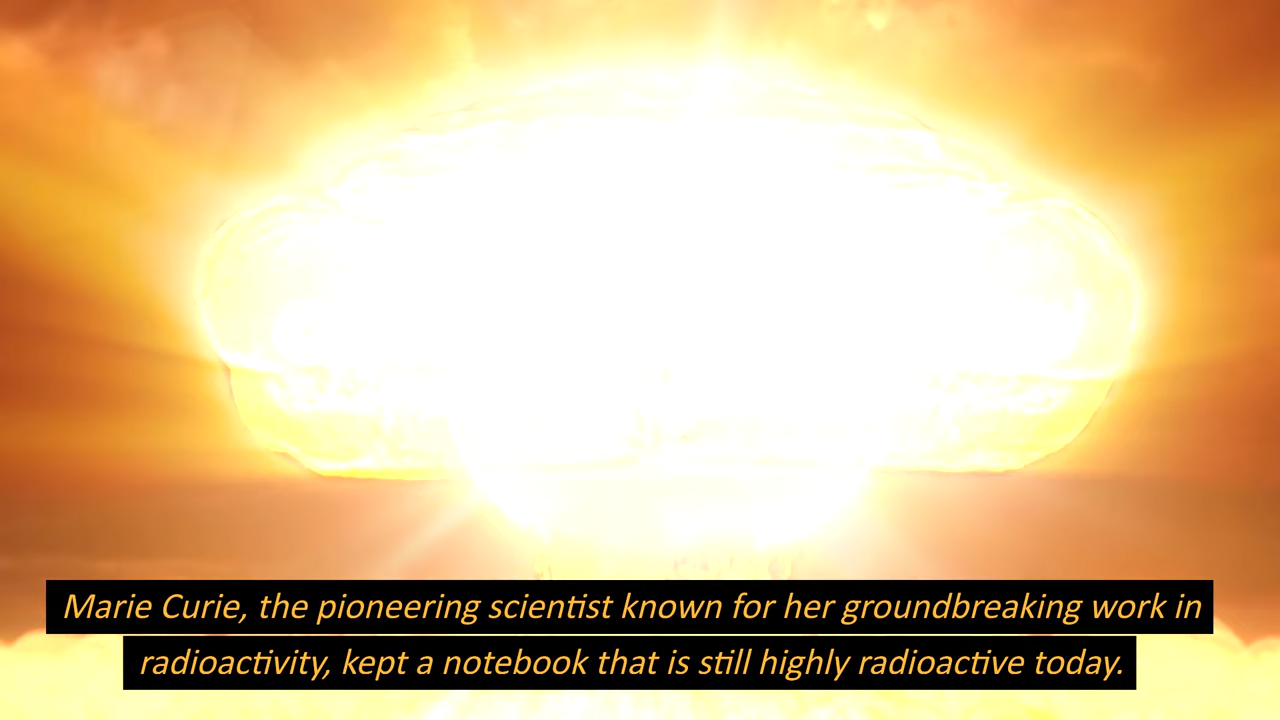 Marie Curie, the pioneering scientist known for her groundbreaking work in
radioactivity, kept a notebook that is still highly radioactive today.